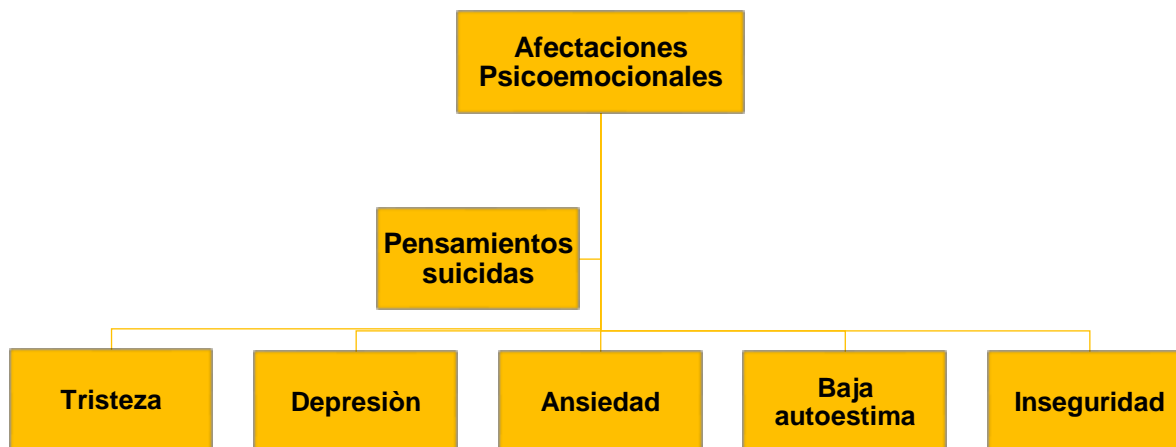 Afectaciones
Psicoemocionales
Pensamientos
suicidas
Tristeza
Depresiòn
Ansiedad
Baja
autoestima
Inseguridad